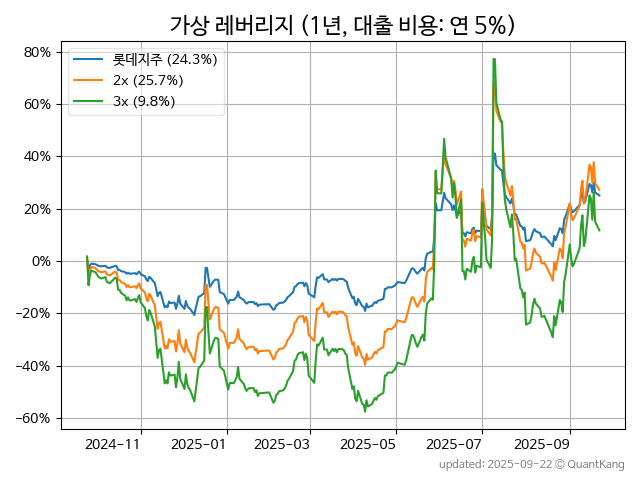 가상 레버리지 (1년, 대출 비용: 연 5%)
롯데지주 (24.3%)
2x (25.7%)
3x (9.8%)
80%
60%
40%
20%
0%
−20%
−40%
−60%
2024-11
2025-01
2025-03
2025-05
2025-07
2025-09
updated: 2025-09-22 © QuantKang